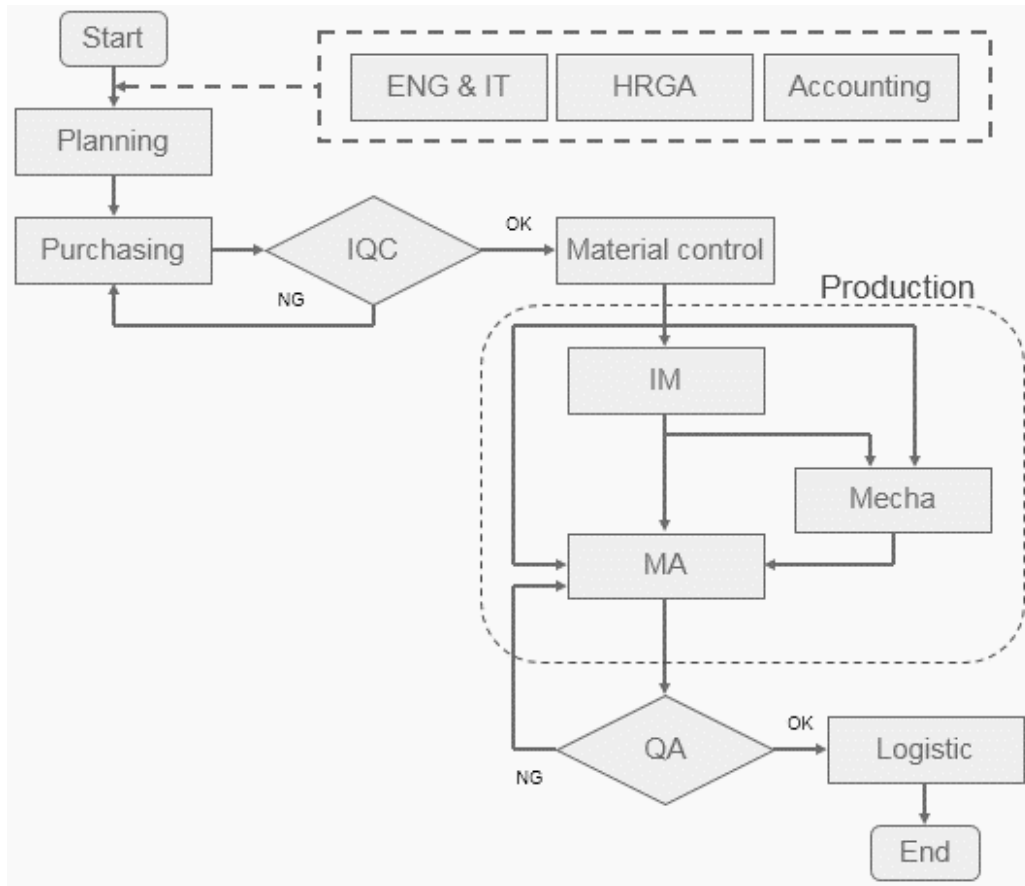 Start
ENG & IT
HRGA
Accounting
Planning
Purchasing
IQC
OK
Material control
NG
Production
IM
Mecha
MA
QA
OK
Logistic
NG
End